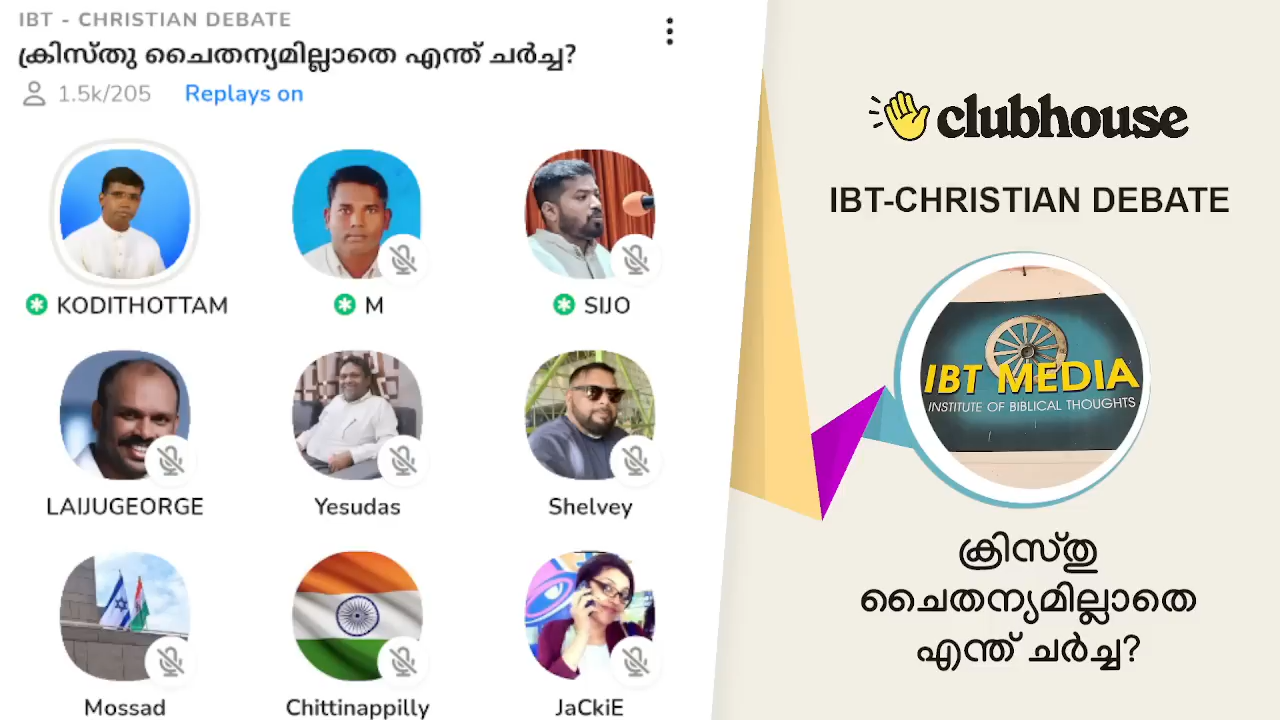 IBT - CHRISTIAN DEBATE
ക്രിസ്തു ചൈതന്യമില്ലാതെ എന്ത് ചർച്ച?
1.5k/205 Replays on
KODITHOTTAM
M
SIJO
LAIJUGEORGE
Yesudas
Shelvey
Mossad
Chittinappilly
JaCkiE
clubhouse
IBT-CHRISTIAN DEBATE
IBT MEDIA
INSTITUTE OF BIBLICAL THOUGHTS
ക്രിസ്തു
ചൈതന്യമില്ലാതെ
എന്ത് ചർച്ച?